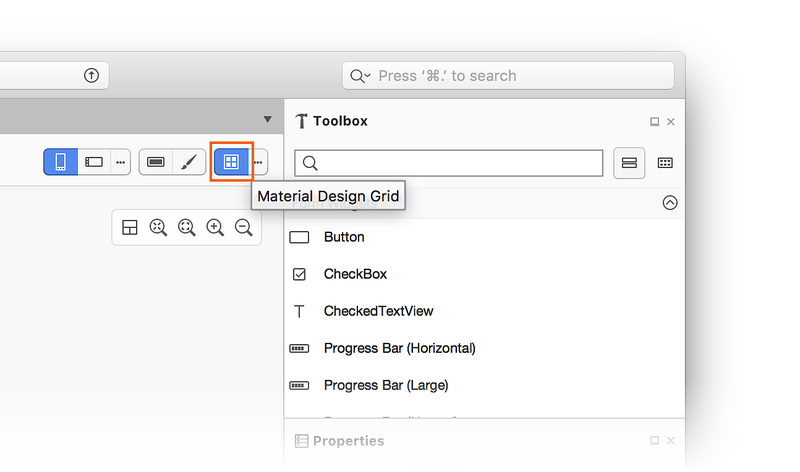 Press ‘⌘.’ to search
Toolbox
Material Design Grid
Button
CheckBox
CheckedTextView
Progress Bar (Horizontal)
Progress Bar (Large)
Properties